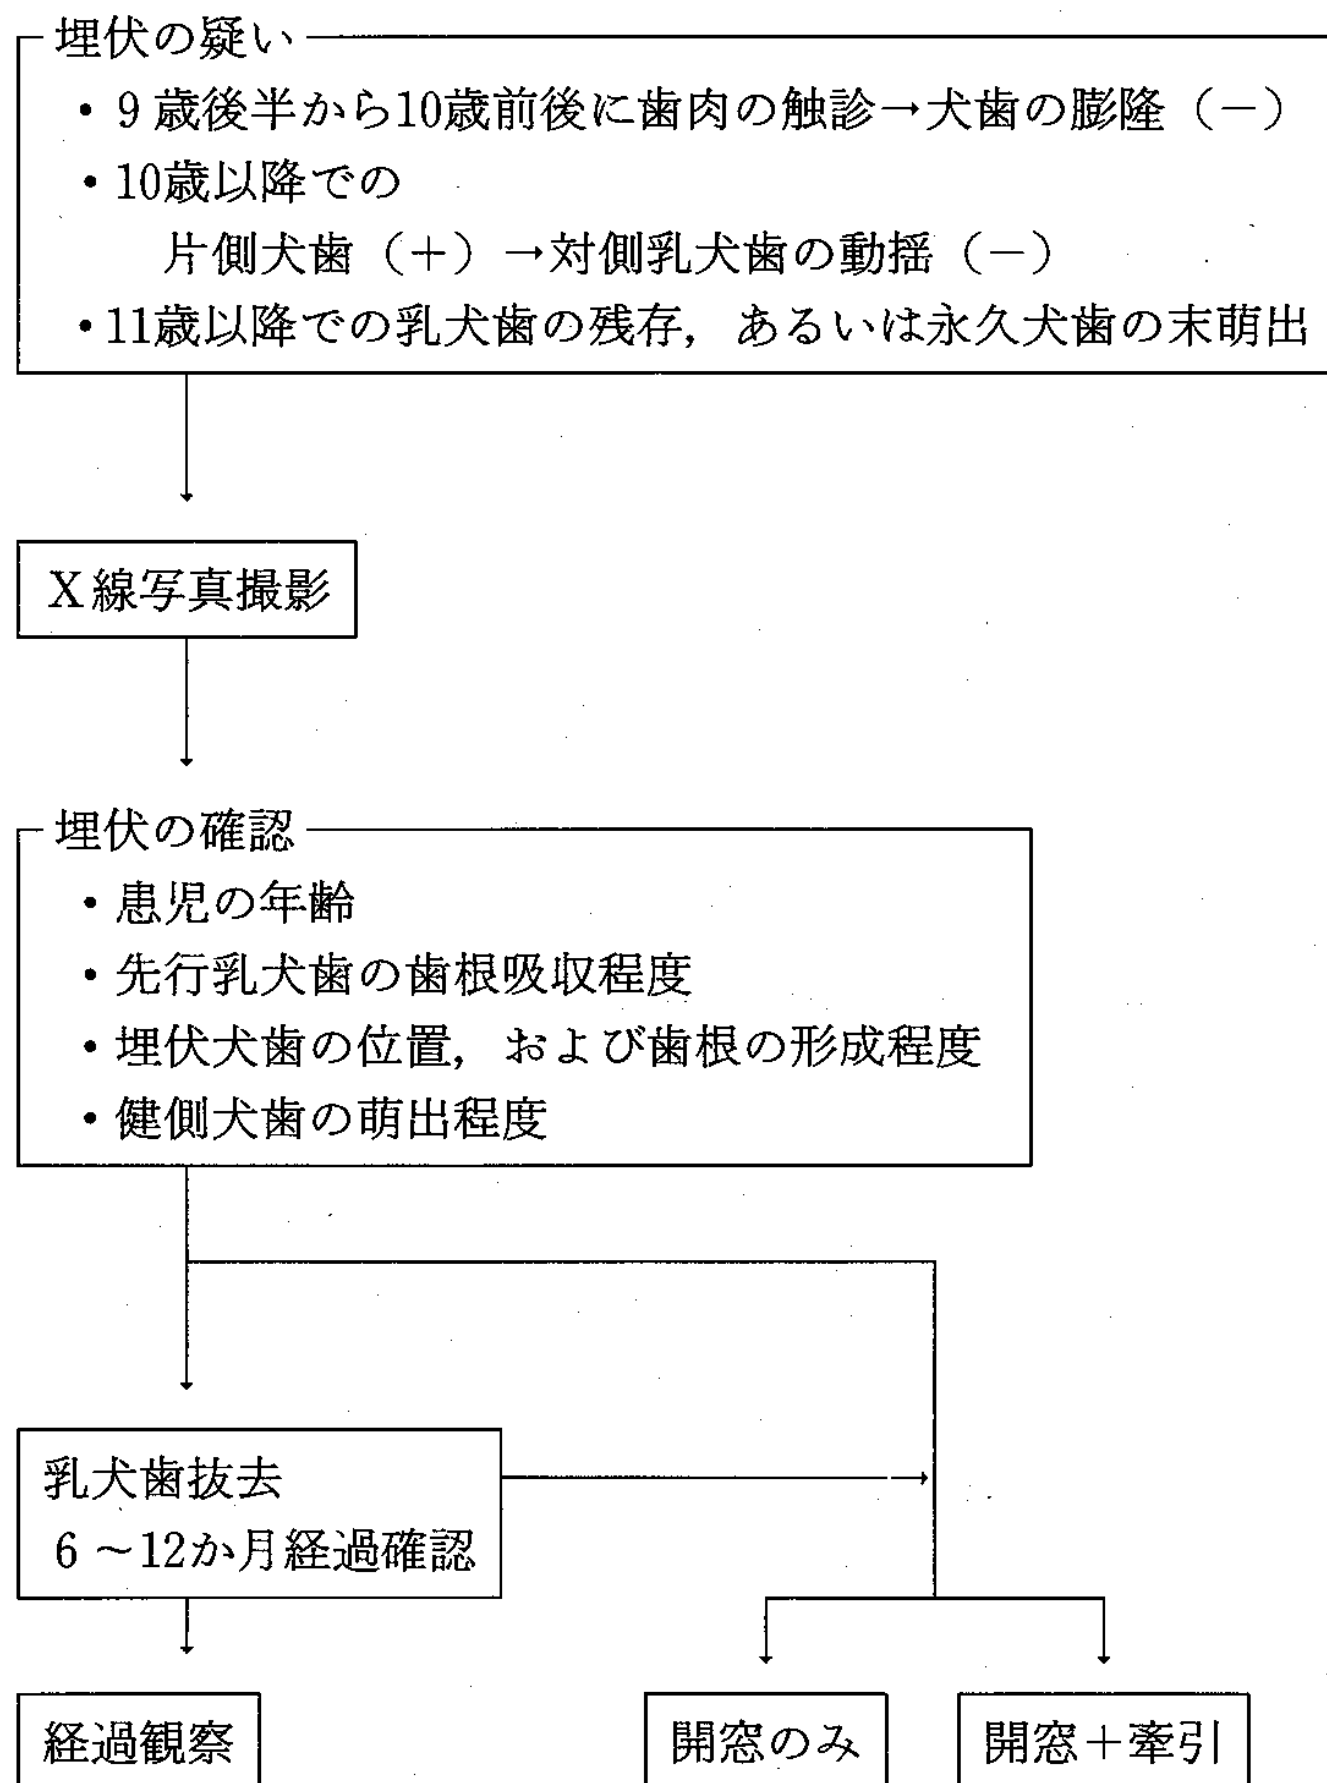 埋伏の疑い
・9歳後半から10歳前後に歯肉の触診→犬歯の膨隆（－）
・10歳以降での
片側犬歯（＋）→対側乳犬歯の動揺（－）
・11歳以降での乳犬歯の残存，あるいは永久犬歯の末萌出
X線写真撮影
埋伏の確認
・患児の年齢
・先行乳犬歯の歯根吸収程度
・埋伏犬歯の位置，および歯根の形成程度
・健側犬歯の萌出程度
乳犬歯抜去
6～12か月経過確認
経過観察
開窓のみ
開窓＋牽引